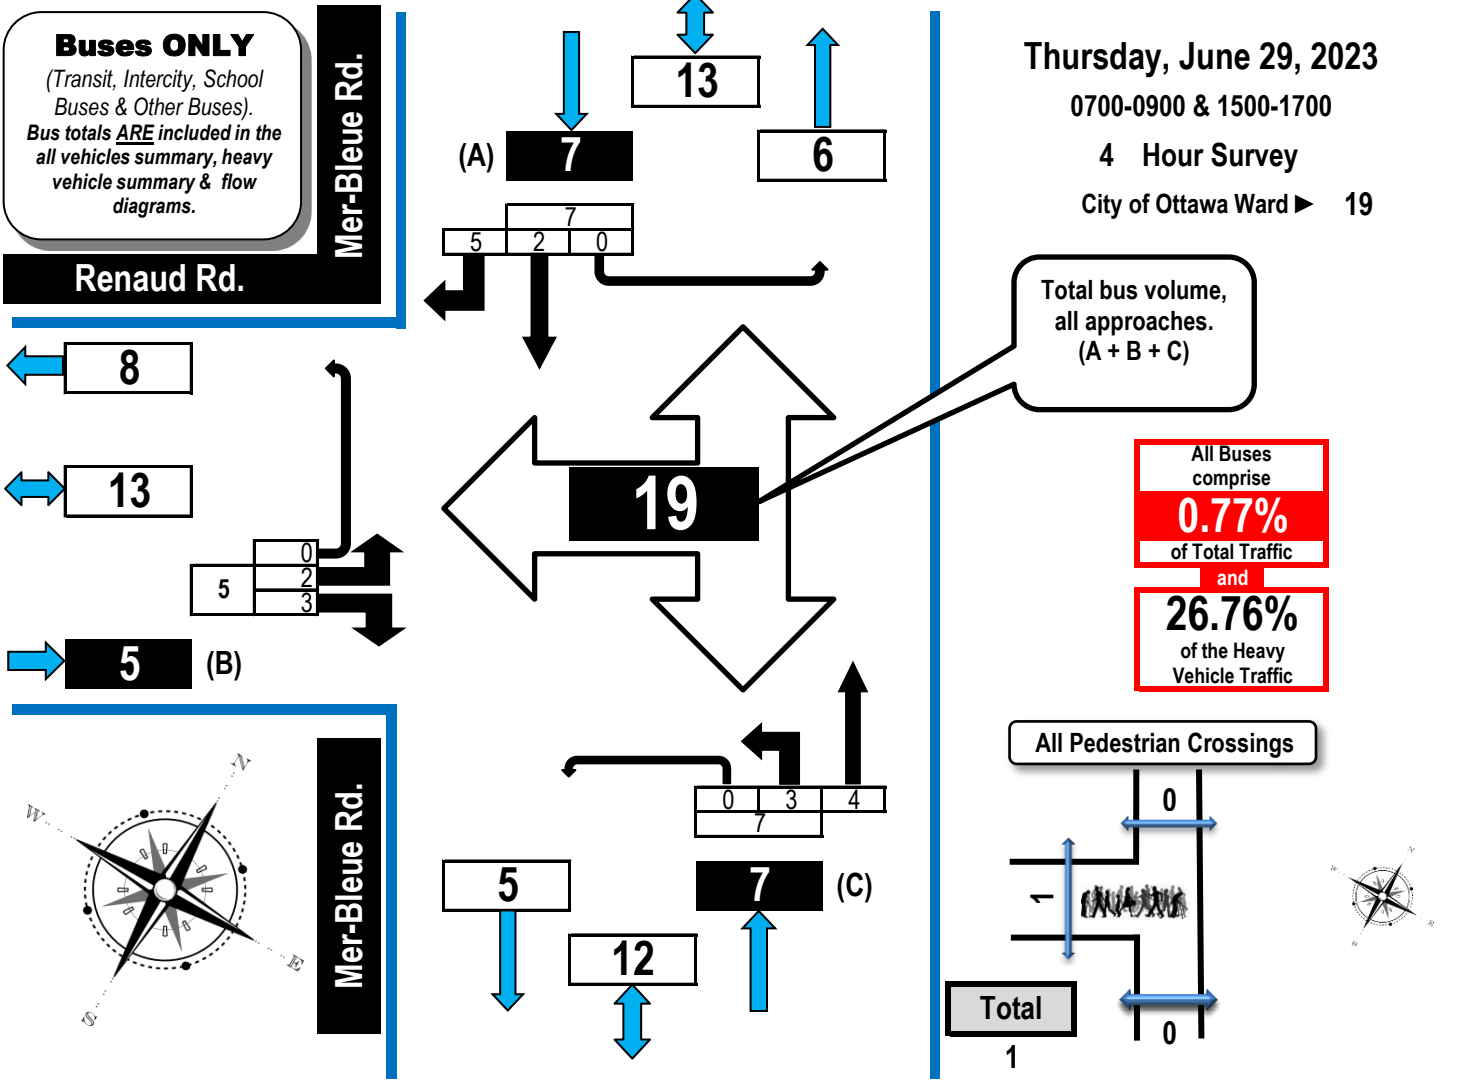 Buses ONLY
(Transit, Intercity, School
Buses & Other Buses).
Bus totals ARE included in the
all vehicles summary, heavy
vehicle summary & flow
diagrams.
Mer-Bleue Rd.
Renaud Rd.
13
(A)
7
6
7
5 2 0
Thursday, June 29, 2023
0700-0900 & 1500-1700
4 Hour Survey
City of Ottawa Ward ► 19
Total bus volume,
all approaches.
(A + B + C)
8
13
0
5 2
3
5 (B)
19
All Buses
comprise
0.77%
of Total Traffic
and
26.76%
of the Heavy
Vehicle Traffic
N
W
E
S
Mer-Bleue Rd.
0 3 4
7
5
7 (C)
12
All Pedestrian Crossings
0
1
0
Total
1
N
W
E
S